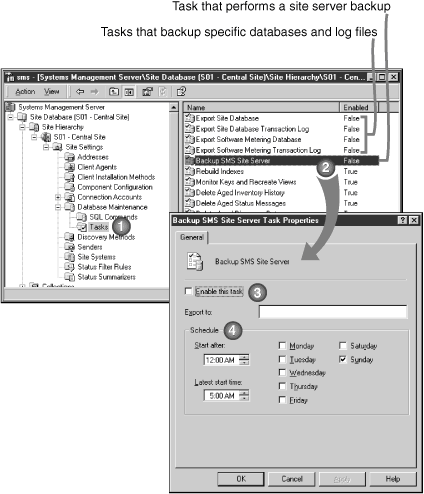 Task that performs a site server backup
Tasks that backup specific databases and log files
sms - [Systems Management Server\Site Database (S01 - Central Site)\Site Hierarchy\S01 - Cen...
Action View
Systems Management Server
Site Database (S01 - Central Site)
Site Hierarchy
S01 - Central Site
Site Settings
Addresses
Client Agents
Client Installation Methods
Component Configuration
Connection Accounts
Database Maintenance
SQL Commands
Tasks
1
Discovery Methods
Senders
Site Systems
Status Filter Rules
Status Summarizers
Collections
Name Enabled
Export Site Database False
Export Site Database Transaction Log False
Export Software Metering Database False
Export Software Metering Transaction Log False
Backup SMS Site Server False
Rebuild Indexes True
Monitor Keys and Recreate Views True
Delete Aged Inventory History True
Delete Aged Status Messages True
2
Backup SMS Site Server Task Properties
General
Backup SMS Site Server
Enable this task
3
Export to:
Schedule
4
Start after:
12:00 AM
Latest start time:
5:00 AM
Monday
Tuesday
Wednesday
Thursday
Friday
Saturday
Sunday
OK Cancel Apply Help